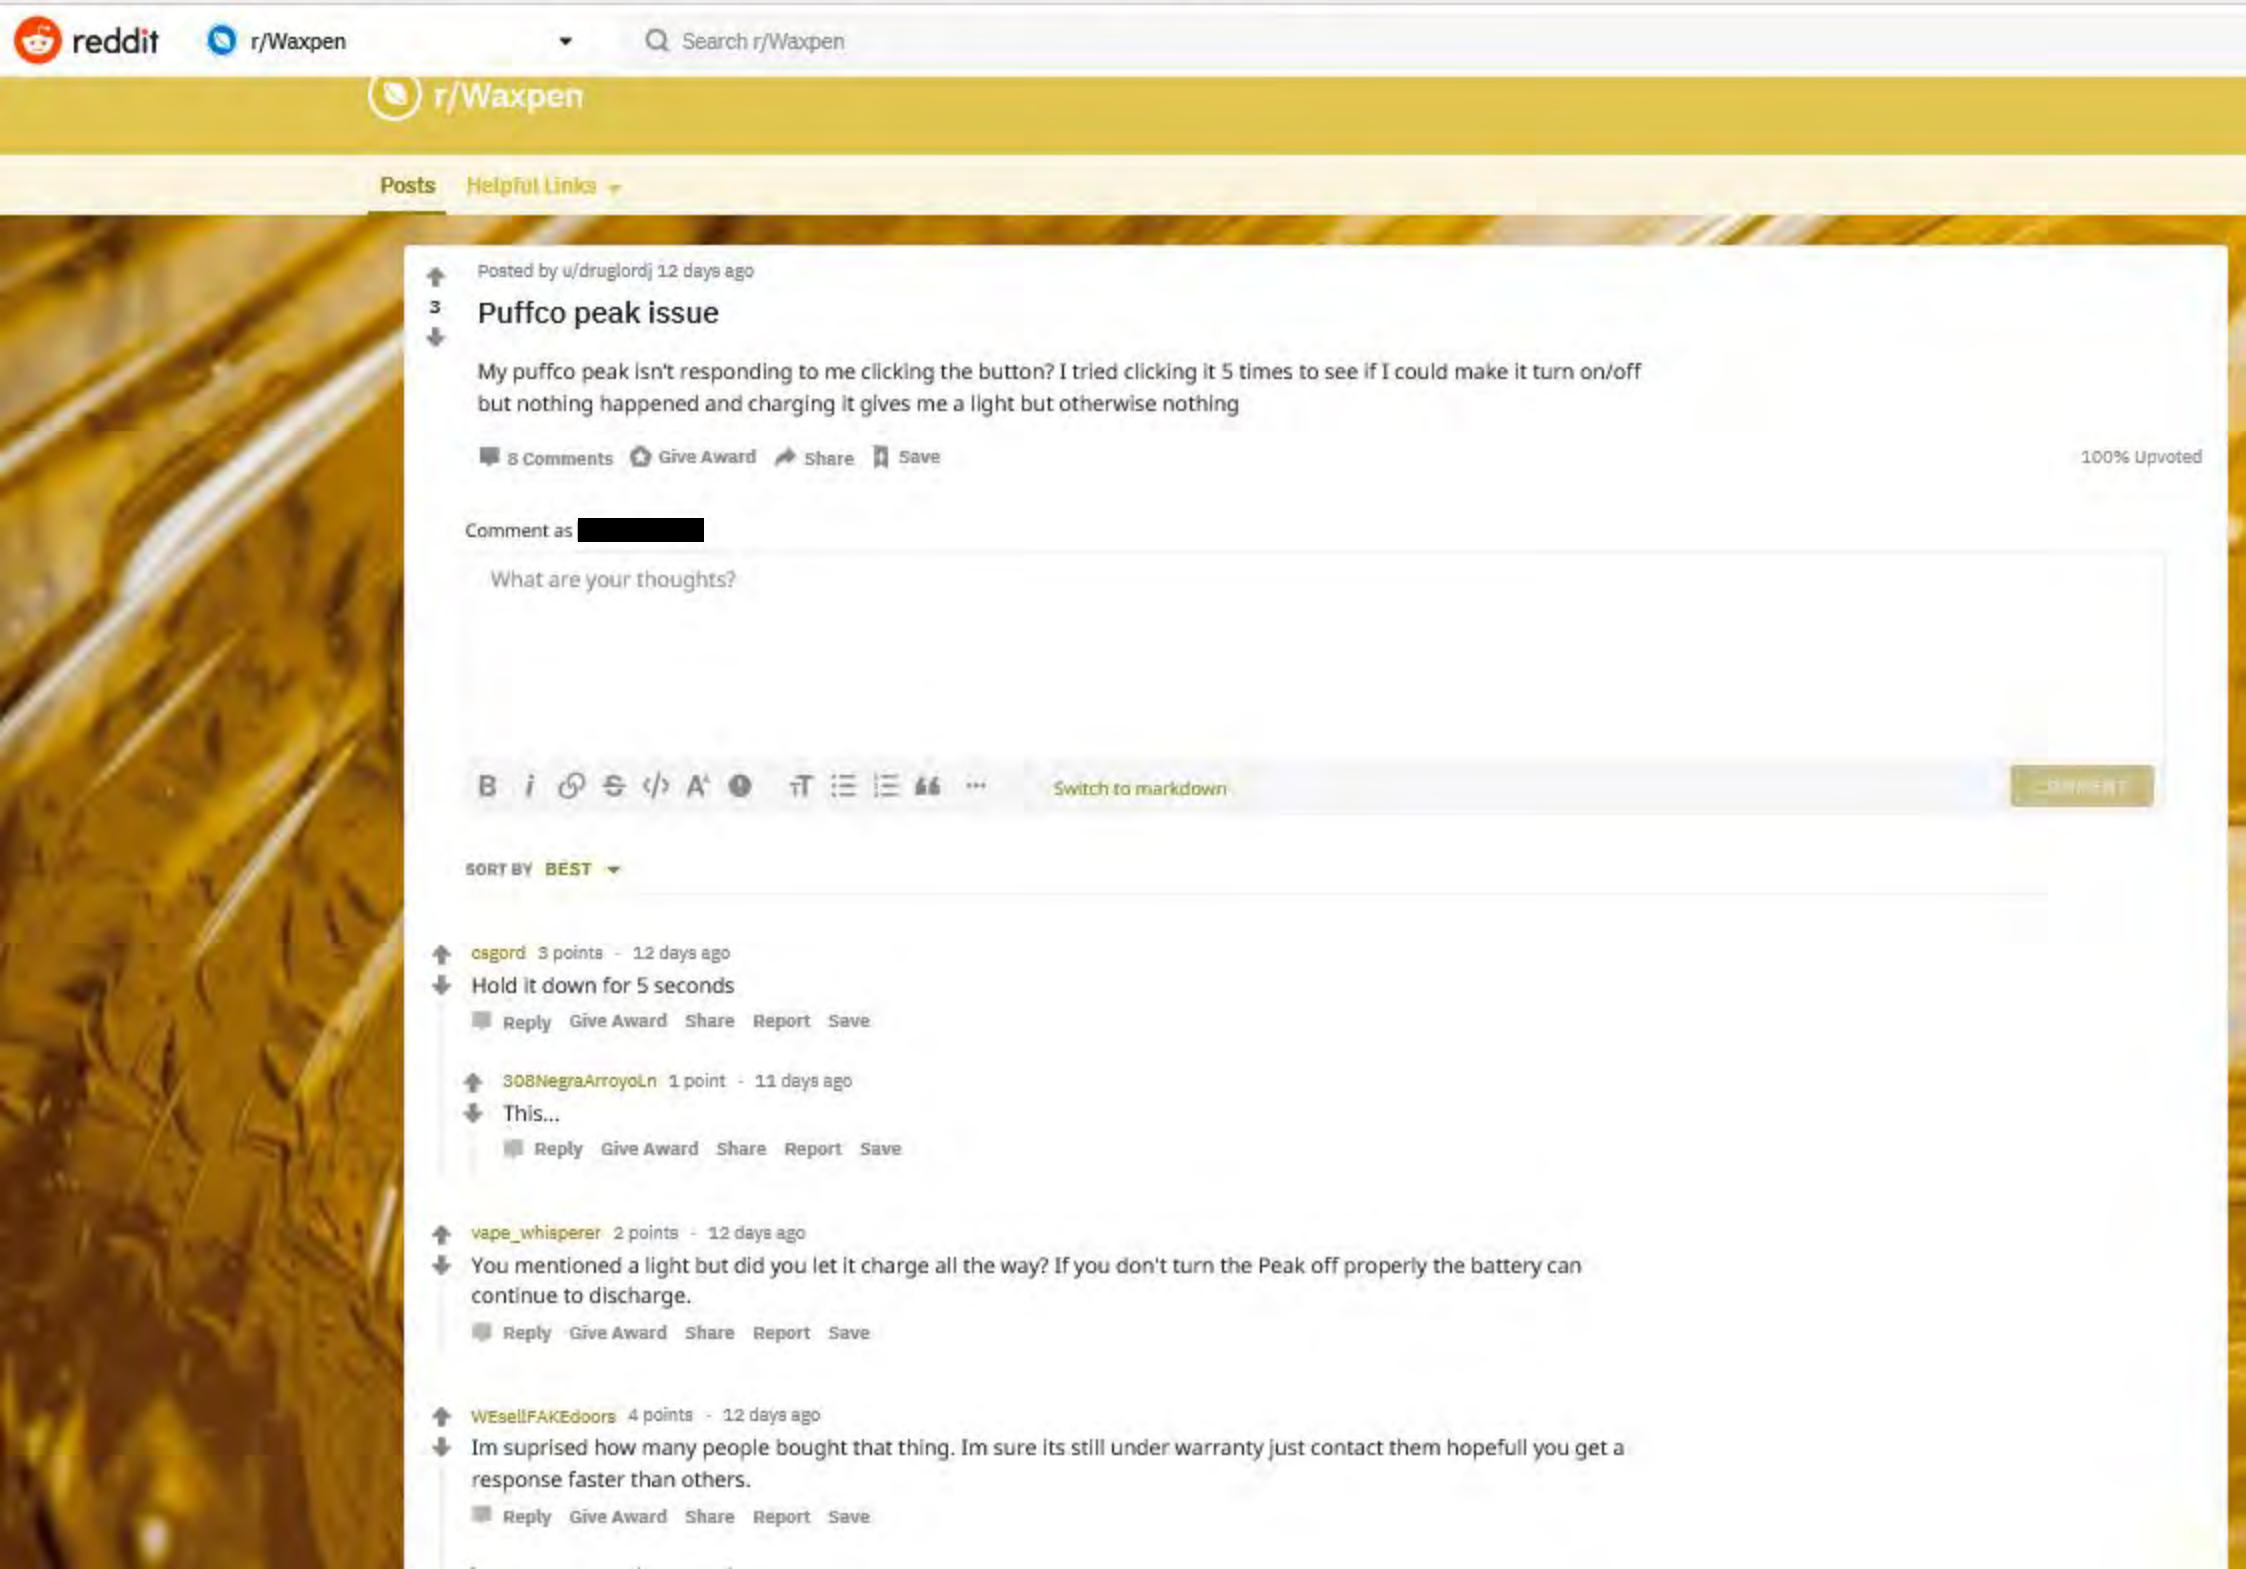 reddit r/Waxpen Search r/Waxpen
r/Waxpen
Posts Helpful Links
Posted by u/druglordj 12 days ago
3
Puffco peak issue
My puffco peak isn't responding to me clicking the button? I tried clicking it 5 times to see if I could make it turn on/off
but nothing happened and charging it gives me a light but otherwise nothing
8 Comments Give Award Share Save 100% Upvoted
Comment as
What are your thoughts?
Switch to markdown COMMENT
SORT BY BEST
csgord 3 points - 12 days ago
Hold it down for 5 seconds
Reply Give Award Share Report Save
308NegraArroyoLn 1 point - 11 days ago
This...
Reply Give Award Share Report Save
vape_whisperer 2 points - 12 days ago
You mentioned a light but did you let it charge all the way? If you don't turn the Peak off properly the battery can
continue to discharge.
Reply Give Award Share Report Save
WEsellFAKEdoors 4 points - 12 days ago
Im suprised how many people bought that thing. Im sure its still under warranty just contact them hopefull you get a
response faster than others.
Reply Give Award Share Report Save